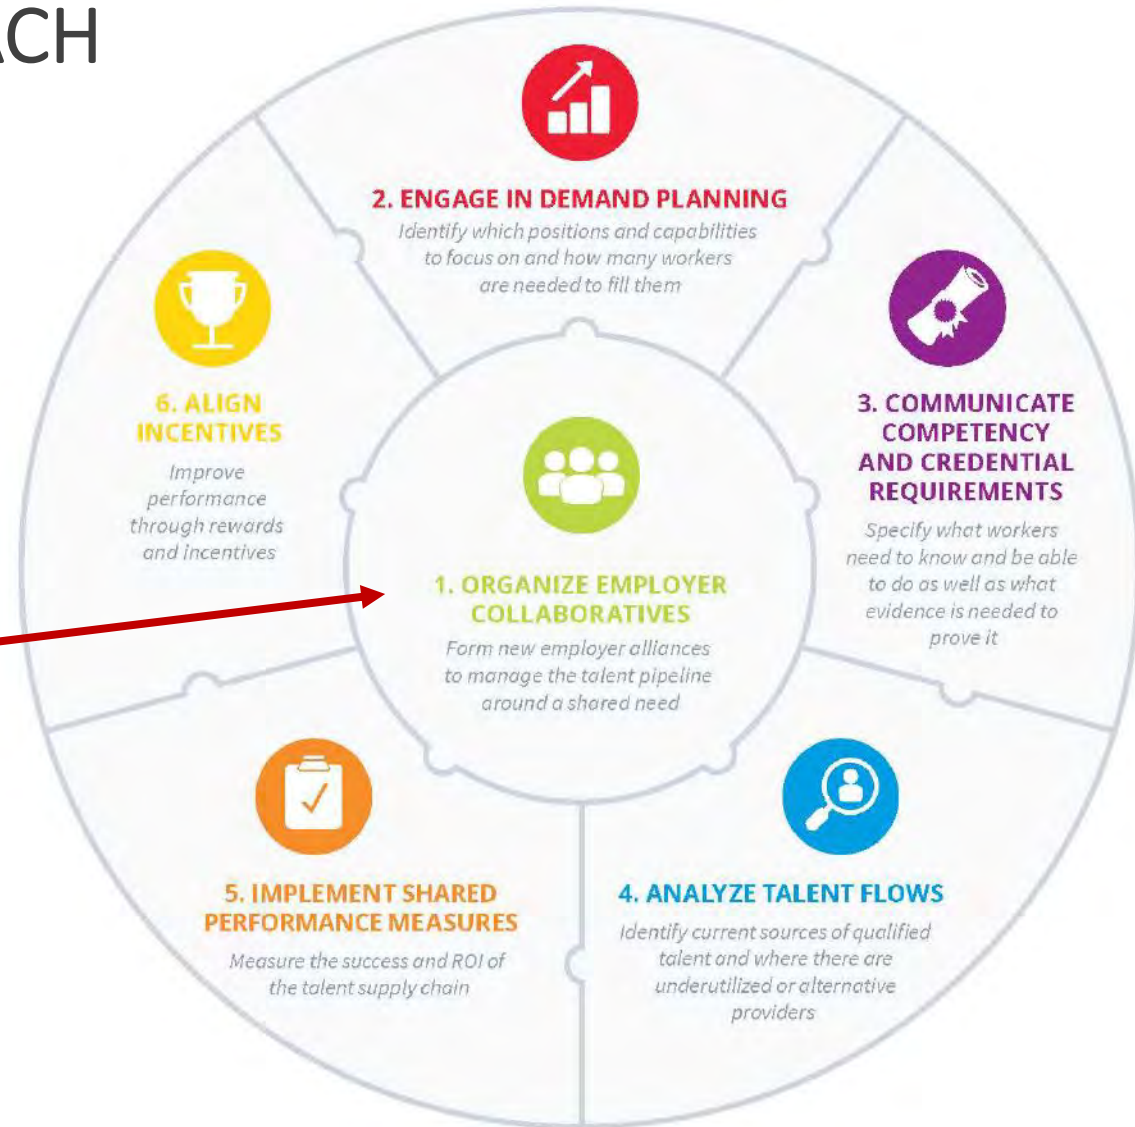 ACH
2. ENGAGE IN DEMAND PLANNING
Identify which positions and capabilities
to focus on and how many workers
are needed to fill them
3. COMMUNICATE
COMPETENCY
AND CREDENTIAL
REQUIREMENTS
Specify what workers
need to know and be able
to do as well as what
evidence is needed to
prove it
6. ALIGN
INCENTIVES
Improve
performance
through rewards
and incentives
1. ORGANIZE EMPLOYER
COLLABORATIVES
Form new employer alliances
to manage the talent pipeline
around a shared need
5. IMPLEMENT SHARED
PERFORMANCE MEASURES
Measure the success and ROI of
the talent supply chain
4. ANALYZE TALENT FLOWS
Identify current sources of qualified
talent and where there are
underutilized or alternative
providers